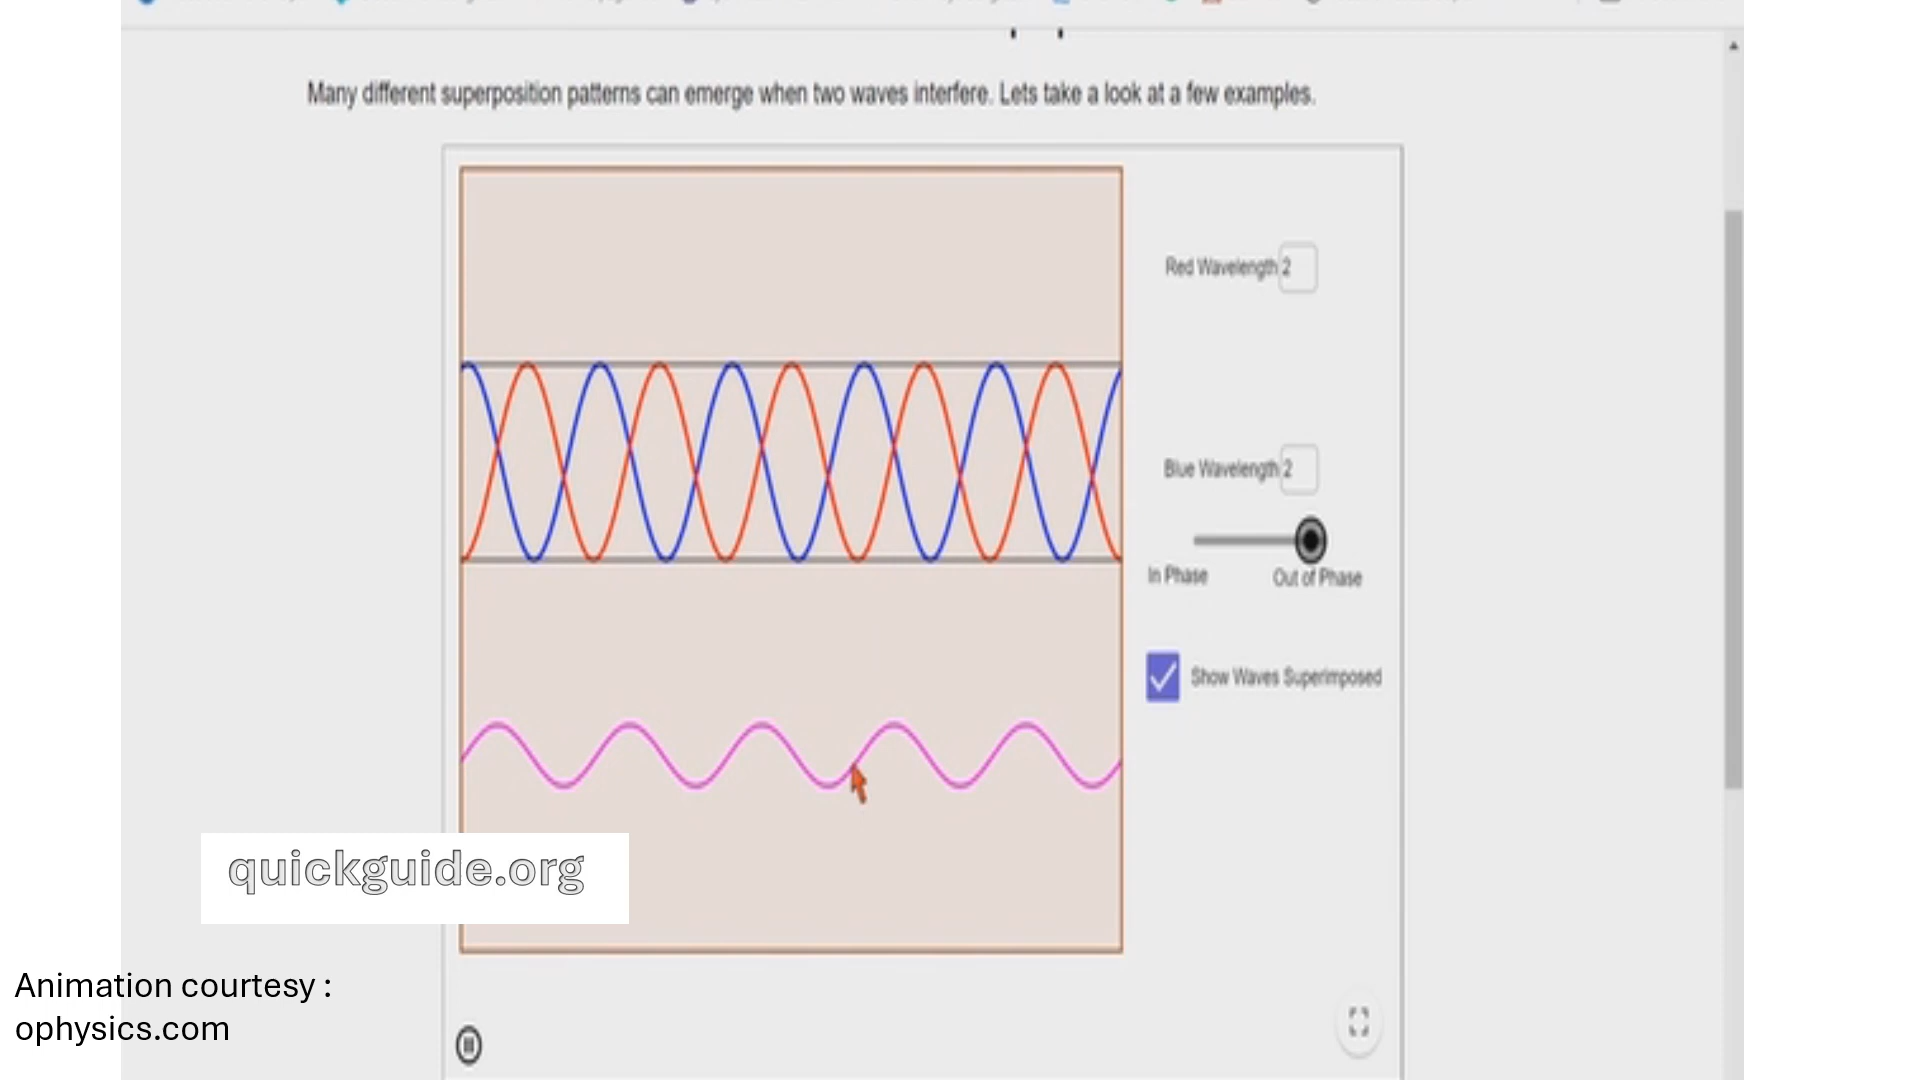 Many different superposition patterns can emerge when two waves interfere. Lets take a look at a few examples.
Red Wavelength 2
Blue Wavelength 2
In Phase Out of Phase
Show Waves Superimposed
quickguide.org
Animation courtesy :
ophysics.com